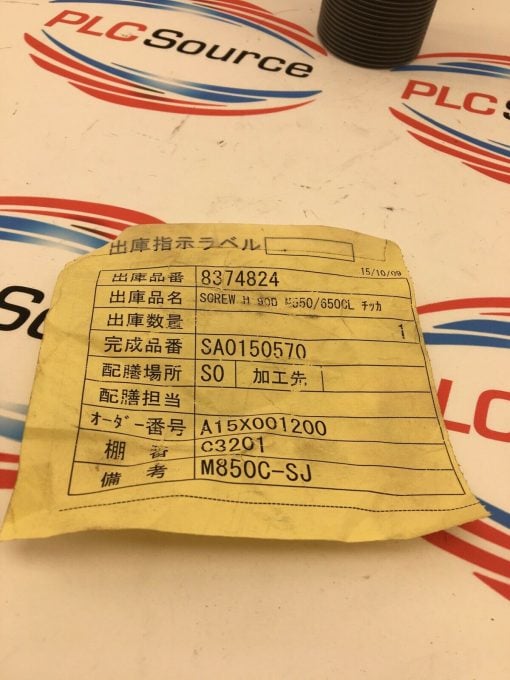 PLC Source
PLC Source
出庫指示ラベル
15/10/09
出庫品番 8374824
出庫品名 SCREW H 900 M550/650CL チッカ
出庫数量 1
完成品番 SA0150570
配膳場所 SO 加工先
配膳担当
オーダー番号 A15X001200
棚 番 C3201
備 考 M850C-SJ